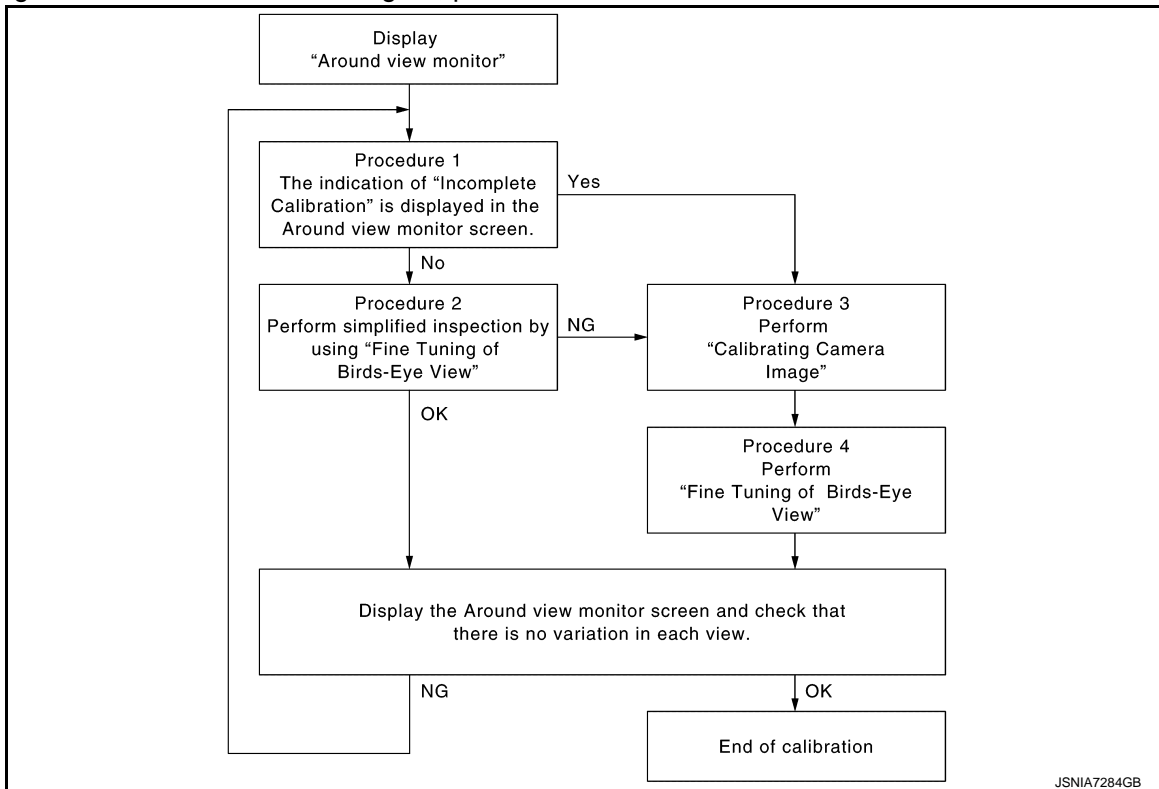 Display
“Around view monitor”
Procedure 1
The indication of “Incomplete
Calibration” is displayed in the
Around view monitor screen.
Yes
No
Procedure 2
Perform simplified inspection by
using “Fine Tuning of
Birds-Eye View”
NG
Procedure 3
Perform
“Calibrating Camera
Image”
OK
Procedure 4
Perform
“Fine Tuning of Birds-Eye
View”
Display the Around view monitor screen and check that
there is no variation in each view.
NG
OK
End of calibration
JSNIA7284GB